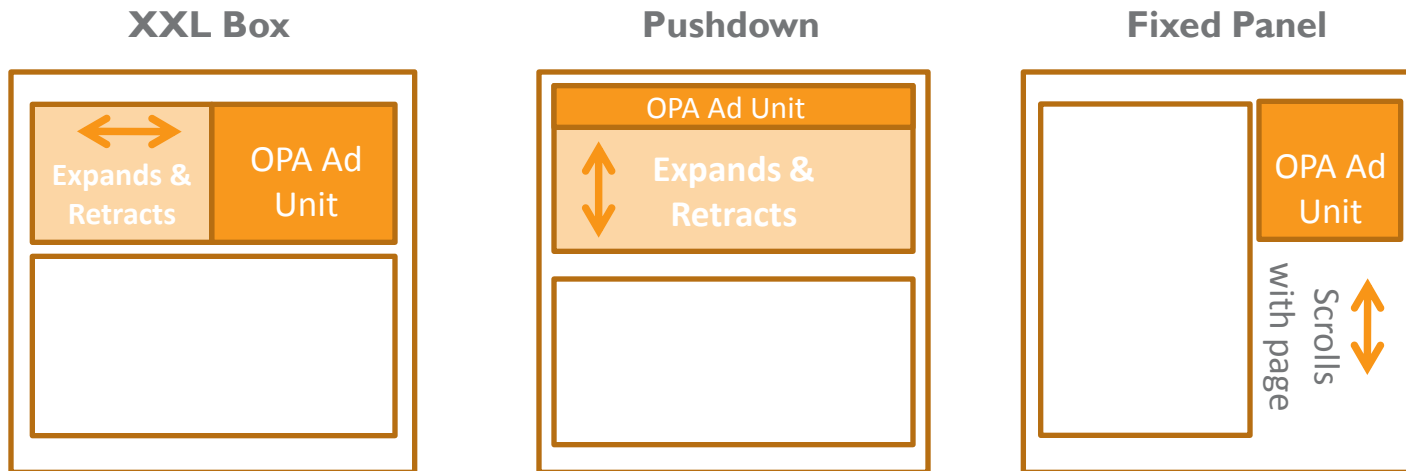 XXL Box
Expands &
Retracts
OPA Ad
Unit
Pushdown
OPA Ad Unit
Expands &
Retracts
Fixed Panel
OPA Ad
Unit
Scrolls
with page